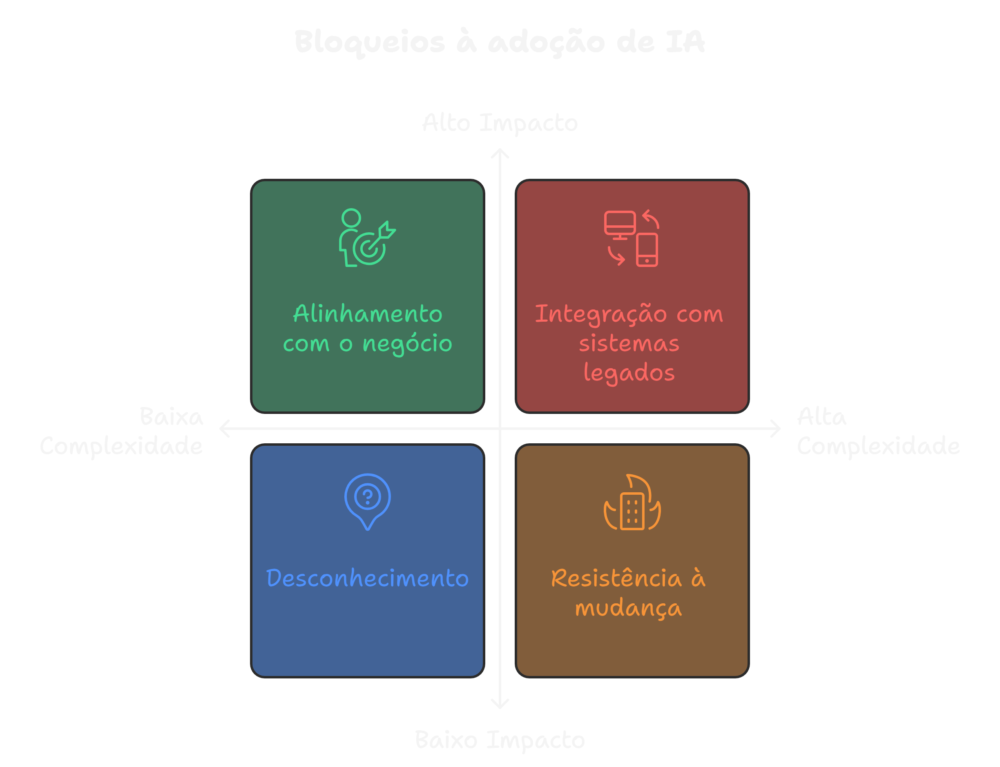 Bloqueios à adoção de IA
Alto Impacto
Alinhamento
com o negócio
Integração com
sistemas
legados
Baixa
Complexidade
Alta
Complexidade
Desconhecimento
Resistência à
mudança
Baixo Impacto